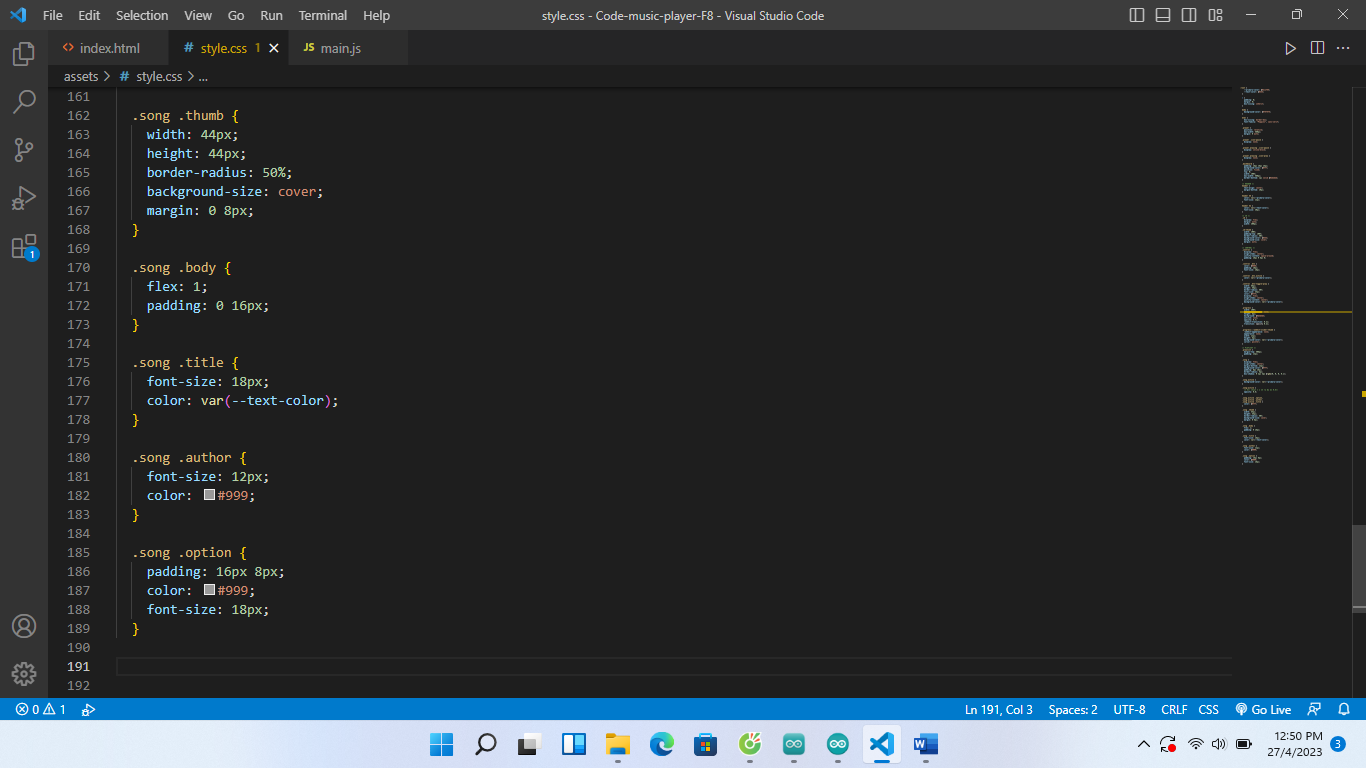 File Edit Selection View Go Run Terminal Help
style.css - Code-music-player-F8 - Visual Studio Code
index.html
# style.css 1
JS main.js
assets > # style.css > ...
161
162 .song .thumb {
163 width: 44px;
164 height: 44px;
165 border-radius: 50%;
166 background-size: cover;
167 margin: 0 8px;
168 }
169
170 .song .body {
171 flex: 1;
172 padding: 0 16px;
173 }
174
175 .song .title {
176 font-size: 18px;
177 color: var(--text-color);
178 }
179
180 .song .author {
181 font-size: 12px;
182 color: #999;
183 }
184
185 .song .option {
186 padding: 16px 8px;
187 color: #999;
188 font-size: 18px;
189 }
190
191
192
1
0 1
Ln 191, Col 3 Spaces: 2 UTF-8 CRLF CSS Go Live
W
12:50 PM
27/4/2023
3